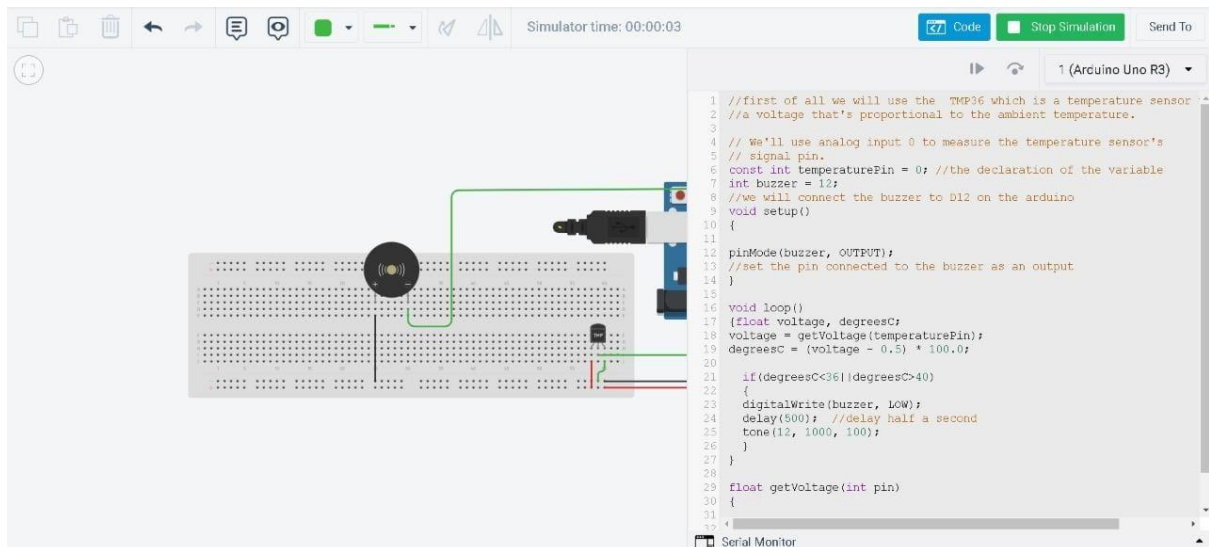 Simulator time: 00:00:03
Code
Stop Simulation
Send To
1 (Arduino Uno R3)
1 //first of all we will use the  TMP36 which is a temperature sensor
2 //a voltage that's proportional to the ambient temperature.
3
4 // We'll use analog input 0 to measure the temperature sensor's
5 // signal pin.
6 const int temperaturePin = 0; //the declaration of the variable
7 int buzzer = 12;
8 //we will connect the buzzer to D12 on the arduino
9 void setup()
10 {
11
12 pinMode(buzzer, OUTPUT);
13 //set the pin connected to the buzzer as an output
14 }
15
16 void loop()
17 {float voltage, degreesC;
18 voltage = getVoltage(temperaturePin);
19 degreesC = (voltage - 0.5) * 100.0;
20
21   if(degreesC<36||degreesC>40)
22   {
23   digitalWrite(buzzer, LOW);
24   delay(500);  //delay half a second
25   tone(12, 1000, 100);
26   }
27 }
28
29 float getVoltage(int pin)
30 {
31
32
Serial Monitor